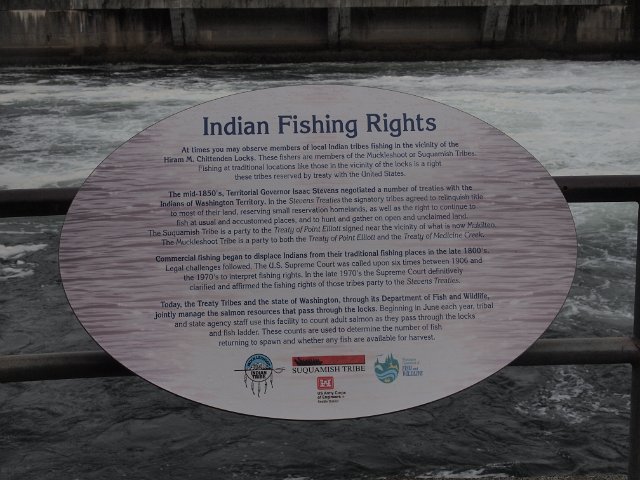 Indian Fishing Rights
At times you may observe members of local Indian tribes fishing in the vicinity of the
Hiram M. Chittenden Locks. These fishers are members of the Muckleshoot or Suquamish Tribes.
Fishing at traditional locations like those in the vicinity of the locks is a right
these tribes reserved by treaty with the United States.
The mid-1850's, Territorial Governor Isaac Stevens negotiated a number of treaties with the
Indians of Washington Territory. In the Stevens Treaties the signatory tribes agreed to relinquish title
to most of their land, reserving small reservation homelands, as well as the right to continue to
fish at usual and accustomed places, and to hunt and gather on open and unclaimed land.
The Suquamish Tribe is a party to the Treaty of Point Elliott signed near the vicinity of what is now Mukilteo.
The Muckleshoot Tribe is a party to both the Treaty of Point Elliott and the Treaty of Medicine Creek.
Commercial fishing began to displace Indians from their traditional fishing places in the late 1800's.
Legal challenges followed. The U.S. Supreme Court was called upon six times between 1906 and
the 1970's to interpret fishing rights. In the late 1970's the Supreme Court definitively
clarified and affirmed the fishing rights of those tribes party to the Stevens Treaties.
Today, the Treaty Tribes and the state of Washington, through its Department of Fish and Wildlife,
jointly manage the salmon resources that pass through the locks. Beginning in June each year, tribal
and state agency staff use this facility to count adult salmon as they pass through the locks
and fish ladder. These counts are used to determine the number of fish
returning to spawn and whether any fish are available for harvest.
INDIAN
TRIBE
SUQUAMISH TRIBE
US Army Corps
of Engineers
FISH and
WILDLIFE